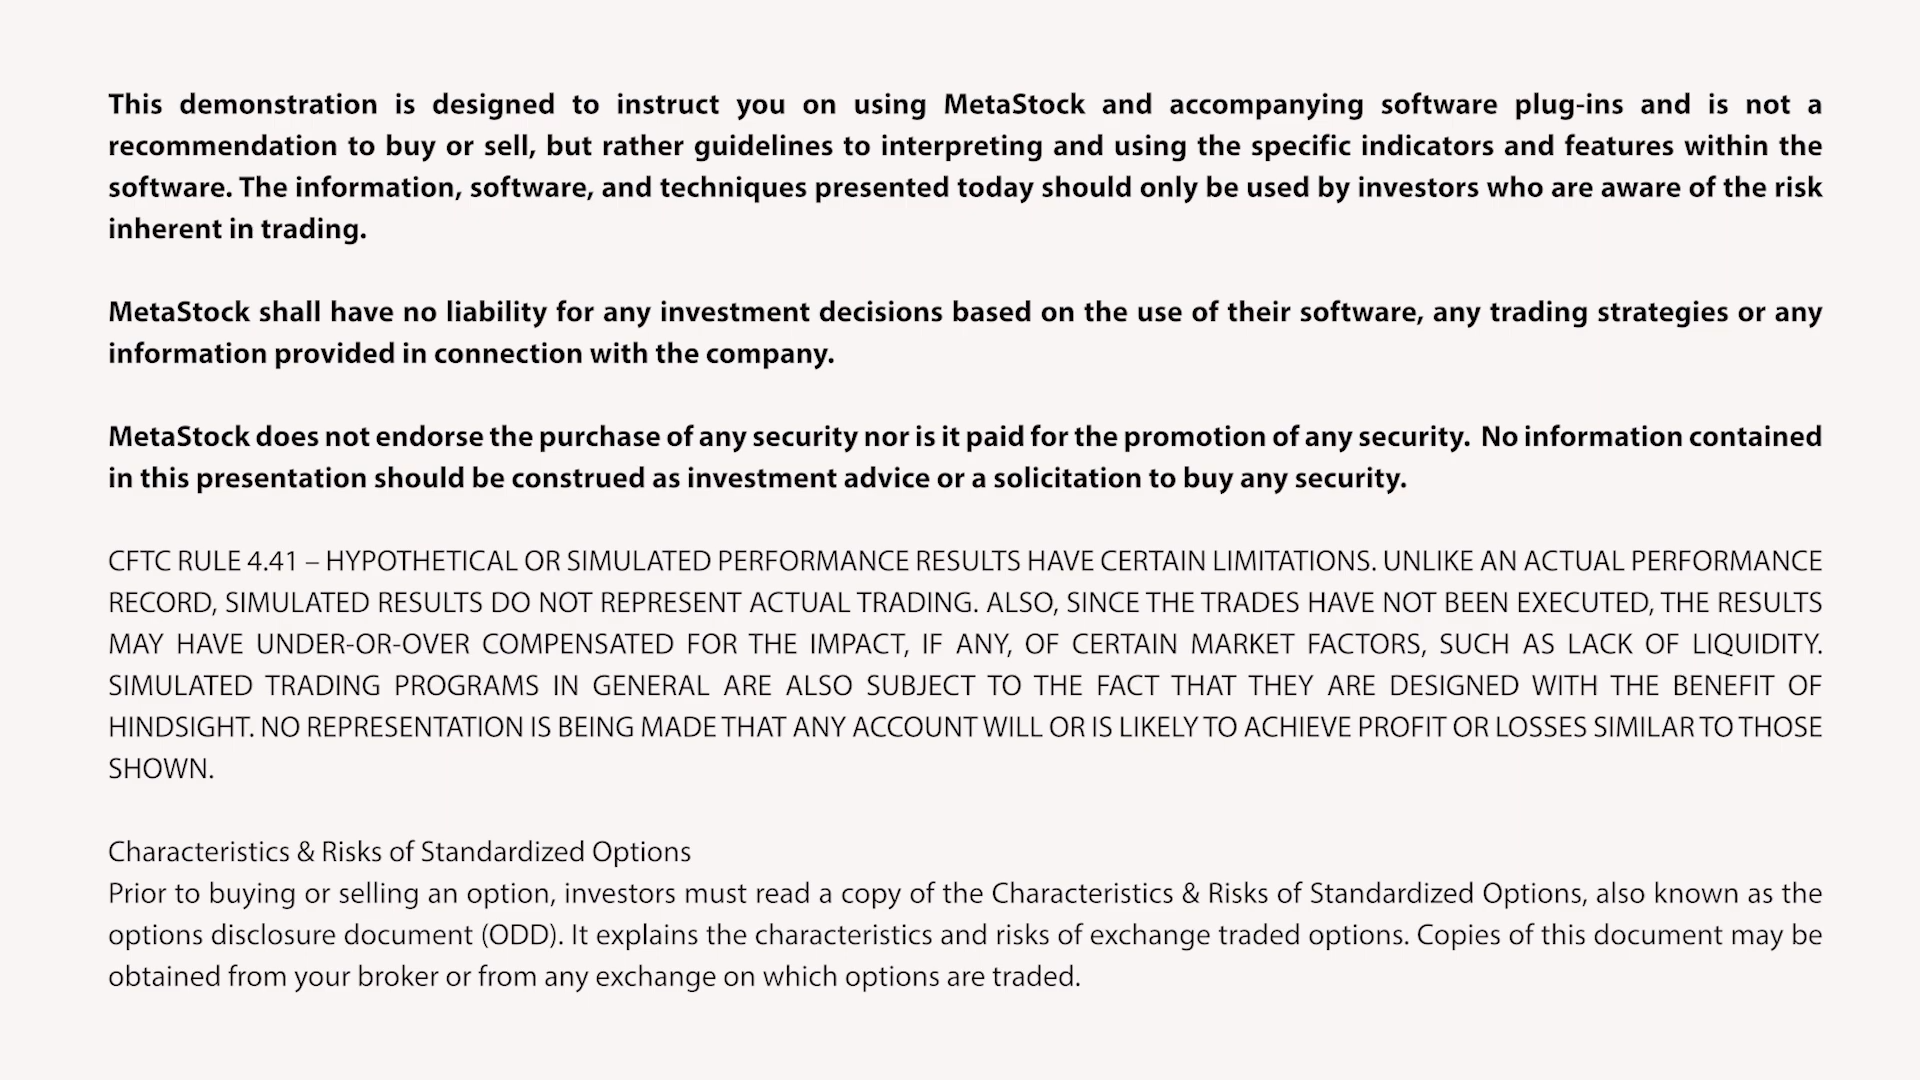 This demonstration is designed to instruct you on using MetaStock and accompanying software plug-ins and is not a
recommendation to buy or sell, but rather guidelines to interpreting and using the specific indicators and features within the
software. The information, software, and techniques presented today should only be used by investors who are aware of the risk
inherent in trading.
MetaStock shall have no liability for any investment decisions based on the use of their software, any trading strategies or any
information provided in connection with the company.
MetaStock does not endorse the purchase of any security nor is it paid for the promotion of any security. No information contained
in this presentation should be construed as investment advice or a solicitation to buy any security.
CFTC RULE 4.41 – HYPOTHETICAL OR SIMULATED PERFORMANCE RESULTS HAVE CERTAIN LIMITATIONS. UNLIKE AN ACTUAL PERFORMANCE
RECORD, SIMULATED RESULTS DO NOT REPRESENT ACTUAL TRADING. ALSO, SINCE THE TRADES HAVE NOT BEEN EXECUTED, THE RESULTS
MAY HAVE UNDER-OR-OVER COMPENSATED FOR THE IMPACT, IF ANY, OF CERTAIN MARKET FACTORS, SUCH AS LACK OF LIQUIDITY.
SIMULATED TRADING PROGRAMS IN GENERAL ARE ALSO SUBJECT TO THE FACT THAT THEY ARE DESIGNED WITH THE BENEFIT OF
HINDSIGHT. NO REPRESENTATION IS BEING MADE THAT ANY ACCOUNT WILL OR IS LIKELY TO ACHIEVE PROFIT OR LOSSES SIMILAR TO THOSE
SHOWN.
Characteristics & Risks of Standardized Options
Prior to buying or selling an option, investors must read a copy of the Characteristics & Risks of Standardized Options, also known as the
options disclosure document (ODD). It explains the characteristics and risks of exchange traded options. Copies of this document may be
obtained from your broker or from any exchange on which options are traded.